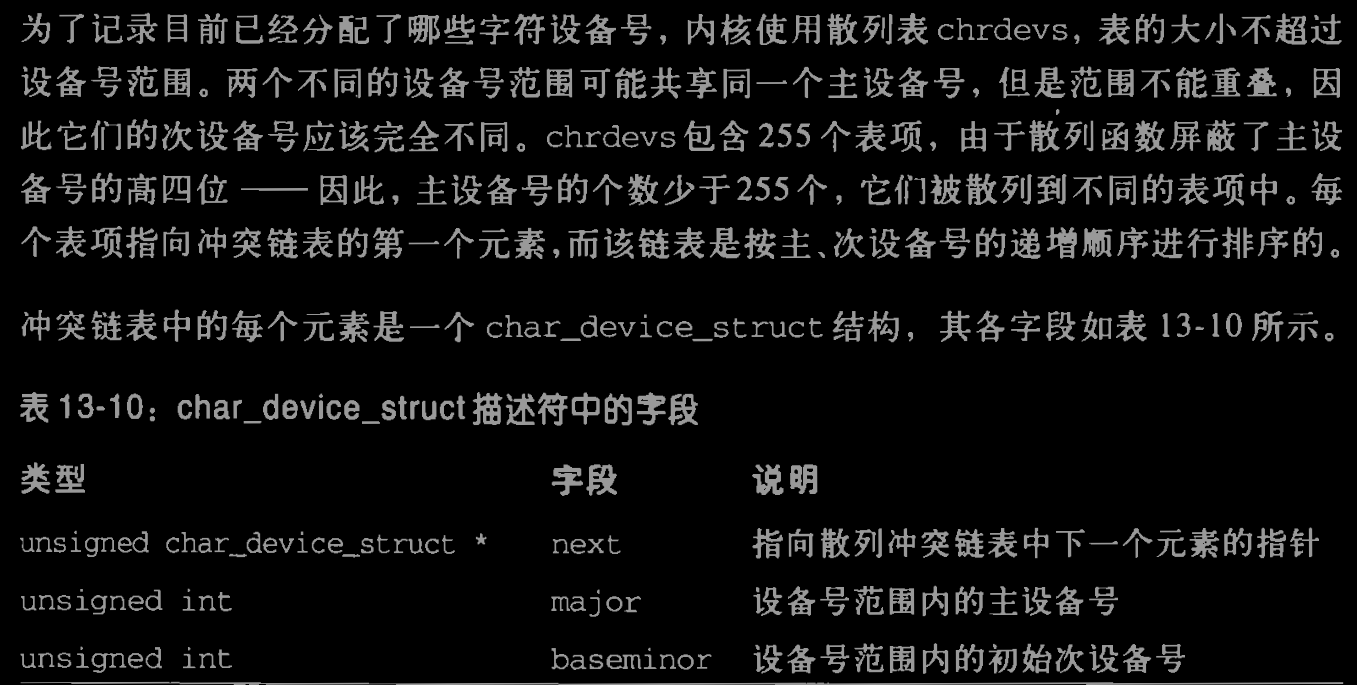 为了记录目前已经分配了哪些字符设备号，内核使用散列表 chrdevs，表的大小不超过
设备号范围。两个不同的设备号范围可能共享同一个主设备号，但是范围不能重叠，因
此它们的次设备号应该完全不同。chrdevs 包含 255 个表项，由于散列函数屏蔽了主设
备号的高四位 —— 因此，主设备号的个数少于 255 个，它们被散列到不同的表项中。每
个表项指向冲突链表的第一个元素，而该链表是按主、次设备号的递增顺序进行排序的。
冲突链表中的每个元素是一个 char_device_struct 结构，其各字段如表 13-10 所示。
表 13-10：char_device_struct 描述符中的字段
类型 字段 说明
unsigned char_device_struct * next 指向散列冲突链表中下一个元素的指针
unsigned int major 设备号范围内的主设备号
unsigned int baseminor 设备号范围内的初始次设备号